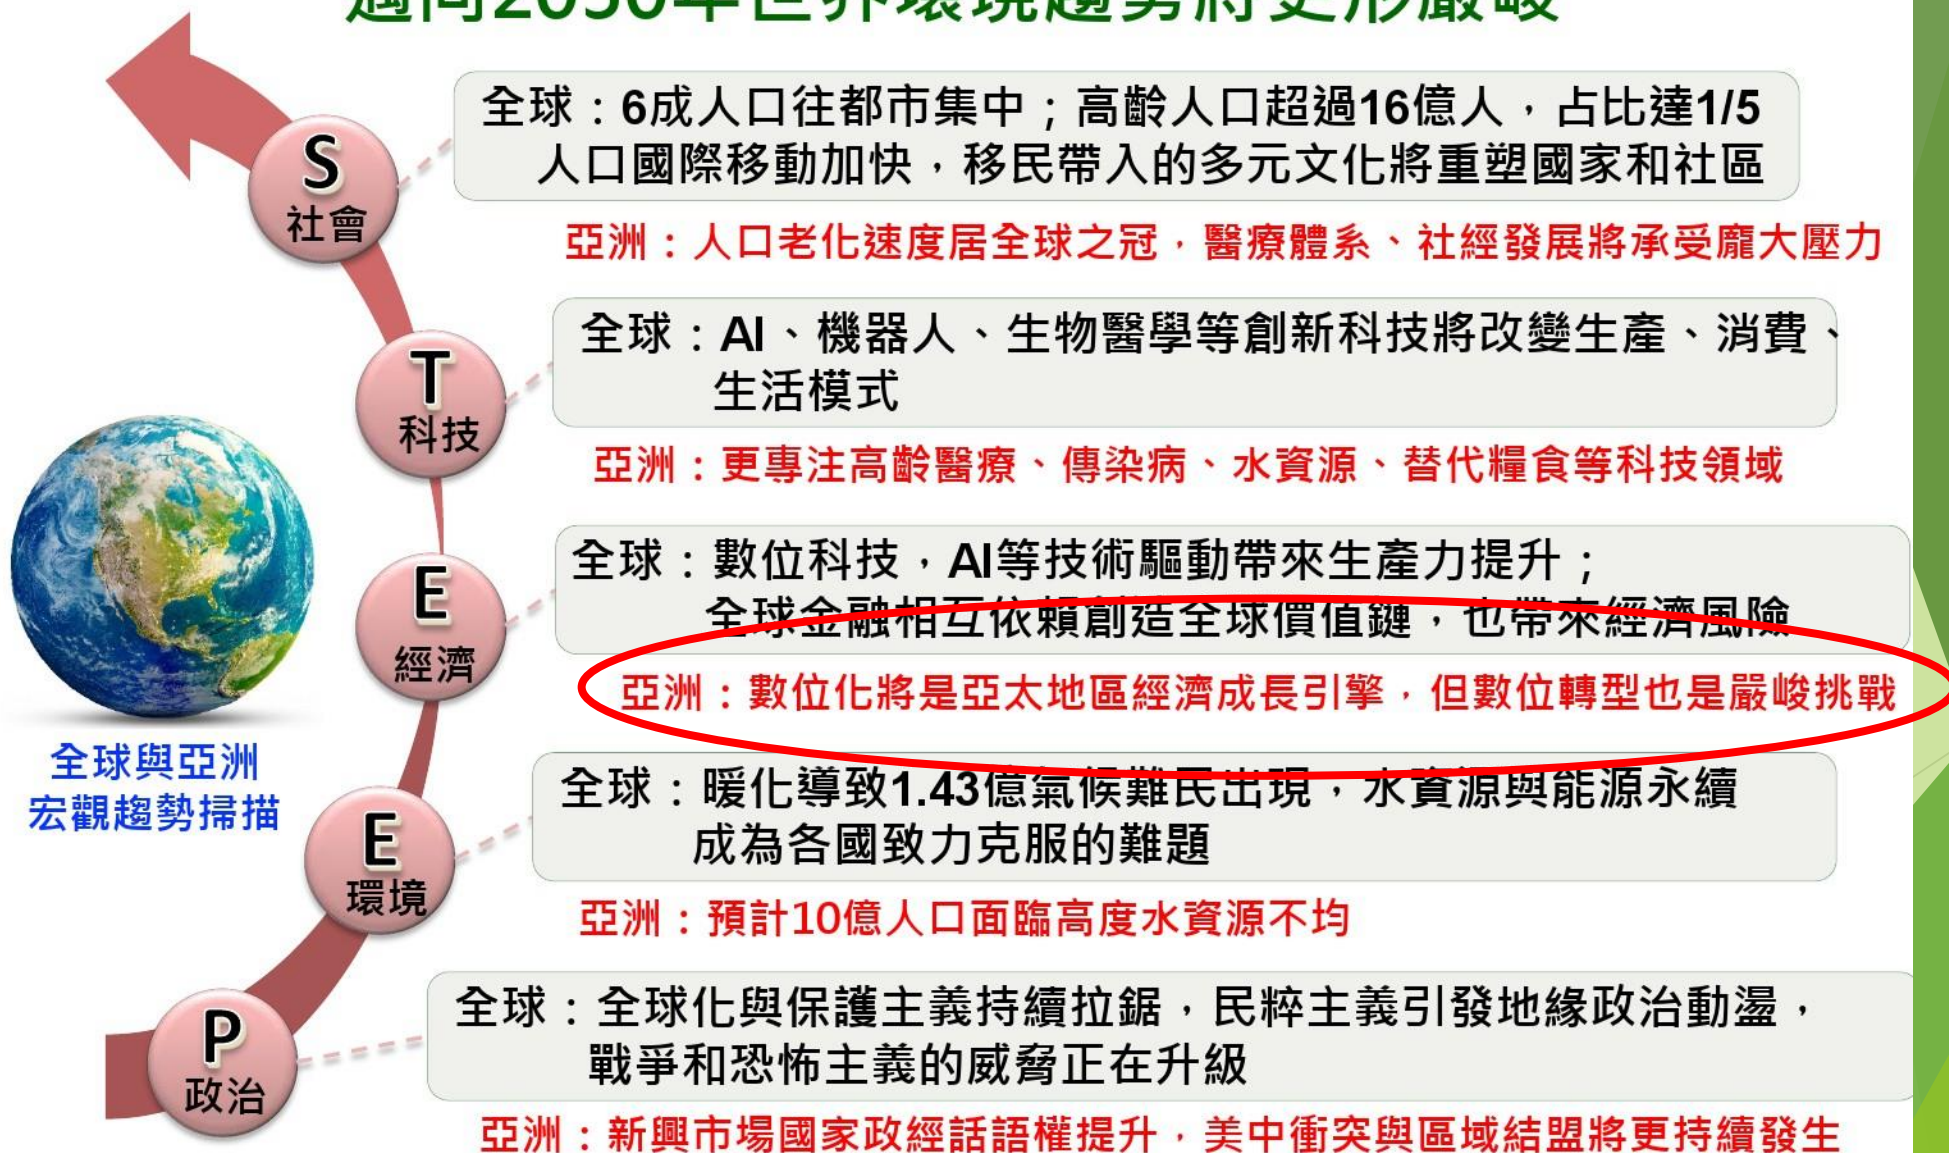 邁向2050年世界環境趨勢將更形嚴峻
S
社會
全球：6成人口往都市集中；高齡人口超過16億人，占比達1/5
人口國際移動加快，移民帶入的多元文化將重塑國家和社區
亞洲：人口老化速度居全球之冠，醫療體系、社經發展將承受龐大壓力
T
科技
全球：AI、機器人、生物醫學等創新科技將改變生產、消費、
生活模式
亞洲：更專注高齡醫療、傳染病、水資源、替代糧食等科技領域
E
經濟
全球：數位科技，AI等技術驅動帶來生產力提升；
全球金融相互依賴創造全球價值鏈，也帶來經濟風險
亞洲：數位化將是亞太地區經濟成長引擎，但數位轉型也是嚴峻挑戰
全球與亞洲
宏觀趨勢掃描
E
環境
全球：暖化導致1.43億氣候難民出現，水資源與能源永續
成為各國致力克服的難題
亞洲：預計10億人口面臨高度水資源不均
P
政治
全球：全球化與保護主義持續拉鋸，民粹主義引發地緣政治動盪，
戰爭和恐怖主義的威脅正在升級
亞洲：新興市場國家政經話語權提升，美中衝突與區域結盟將更持續發生